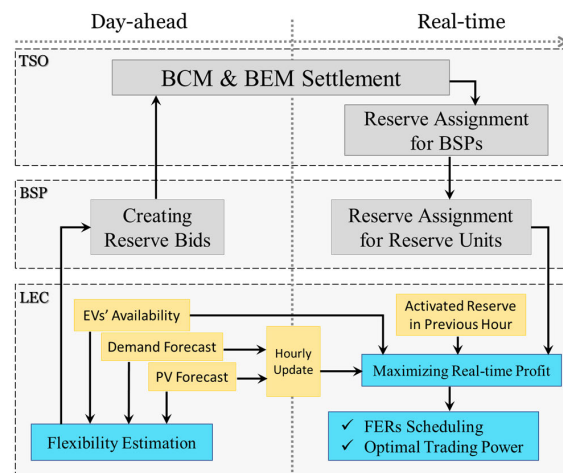 Day-ahead
Real-time
TSO
BCM & BEM Settlement
Reserve Assignment
for BSPs
BSP
Creating
Reserve Bids
Reserve Assignment
for Reserve Units
LEC
EVs' Availability
Demand Forecast
PV Forecast
Hourly
Update
Activated Reserve
in Previous Hour
Maximizing Real-time Profit
Flexibility Estimation
✓ FERs Scheduling
✓ Optimal Trading Power